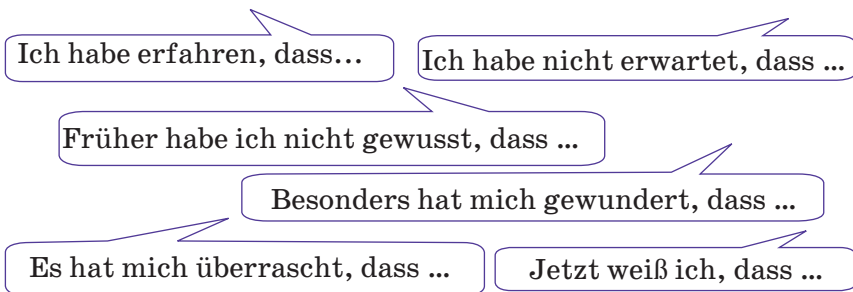 Ich habe erfahren, dass...
Ich habe nicht erwartet, dass ...
Früher habe ich nicht gewusst, dass ...
Besonders hat mich gewundert, dass ...
Es hat mich überrascht, dass ...
Jetzt weiß ich, dass ...